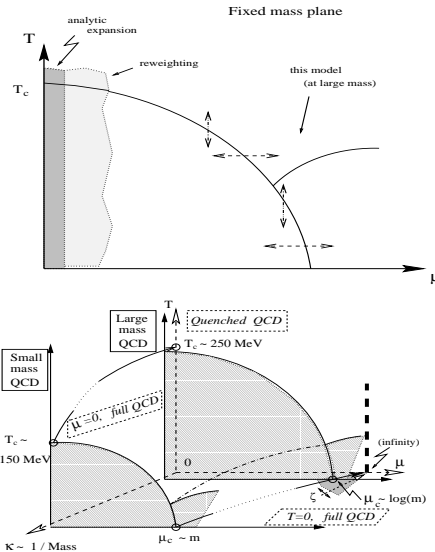 Fixed mass plane
analytic
expansion
T
reweighting
this model
(at large mass)
T c
μ
T
Large
mass
QCD
Quenched QCD
T c ~ 250 MeV
Small
mass
QCD
μ =0, full QCD
T c ~
150 MeV
0
(infinity)
μ
ζ
μ c ~ log(m)
T=0, full QCD
μ c ~ m
κ ~ 1 / Mass